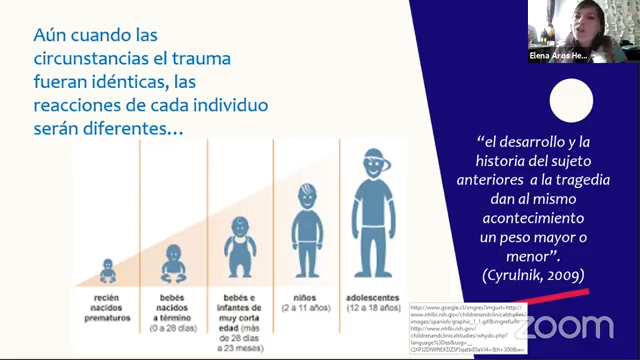 Aún cuando las
circunstancias el trauma
fueran idénticas, las
reacciones de cada individuo
serán diferentes…
Elena Aros He...
“el desarrollo y la
historia del sujeto
anteriores a la tragedia
dan al mismo
acontecimiento
un peso mayor o
menor”.
(Cyrulnik, 2009)
recién
nacidos
prematuros
bebés
nacidos
a término
(0 a 28 días)
bebés e
infantes de
muy corta
edad (más
de 28 días
a 23 meses)
niños
(2 a 11 años)
adolescentes
(12 a 18 años)
zoom